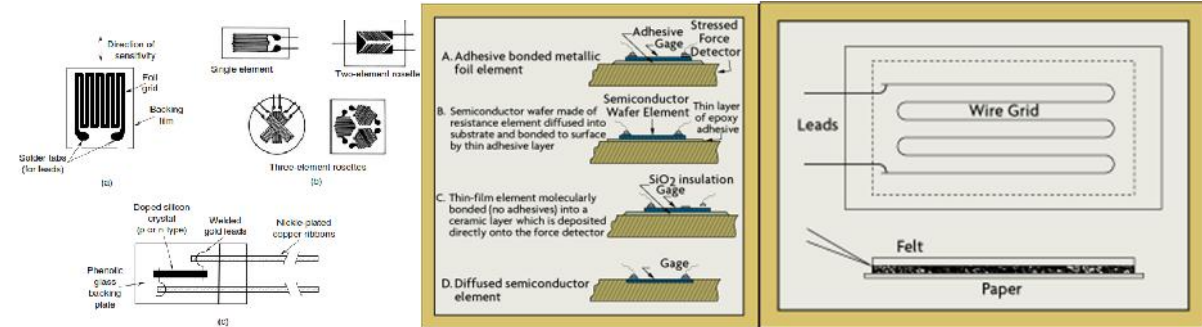 Direction of
sensitivity
Foil
grid
Backing
film
Solder tabs
(for leads)
(a)
Single element
Two-element rosette
Three-element rosettes
(b)
Doped silicon
crystal
(p or n type)
Welded
gold leads
Nickle-plated
copper ribbons
Phenolic
glass
backing
plate
(c)
Adhesive
Gage
Stressed
Force
Detector
A. Adhesive bonded metallic
foil element
Semiconductor
Wafer Element
Thin layer
of epoxy
adhesive
B. Semiconductor wafer made of
resistance element diffused into
substrate and bonded to surface
by thin adhesive layer
SiO2 insulation
Gage
C. Thin-film element molecularly
bonded (no adhesives) into a
ceramic layer which is deposited
directly onto the force detector
Gage
D. Diffused semiconductor
element
Leads
Wire Grid
Felt
Paper